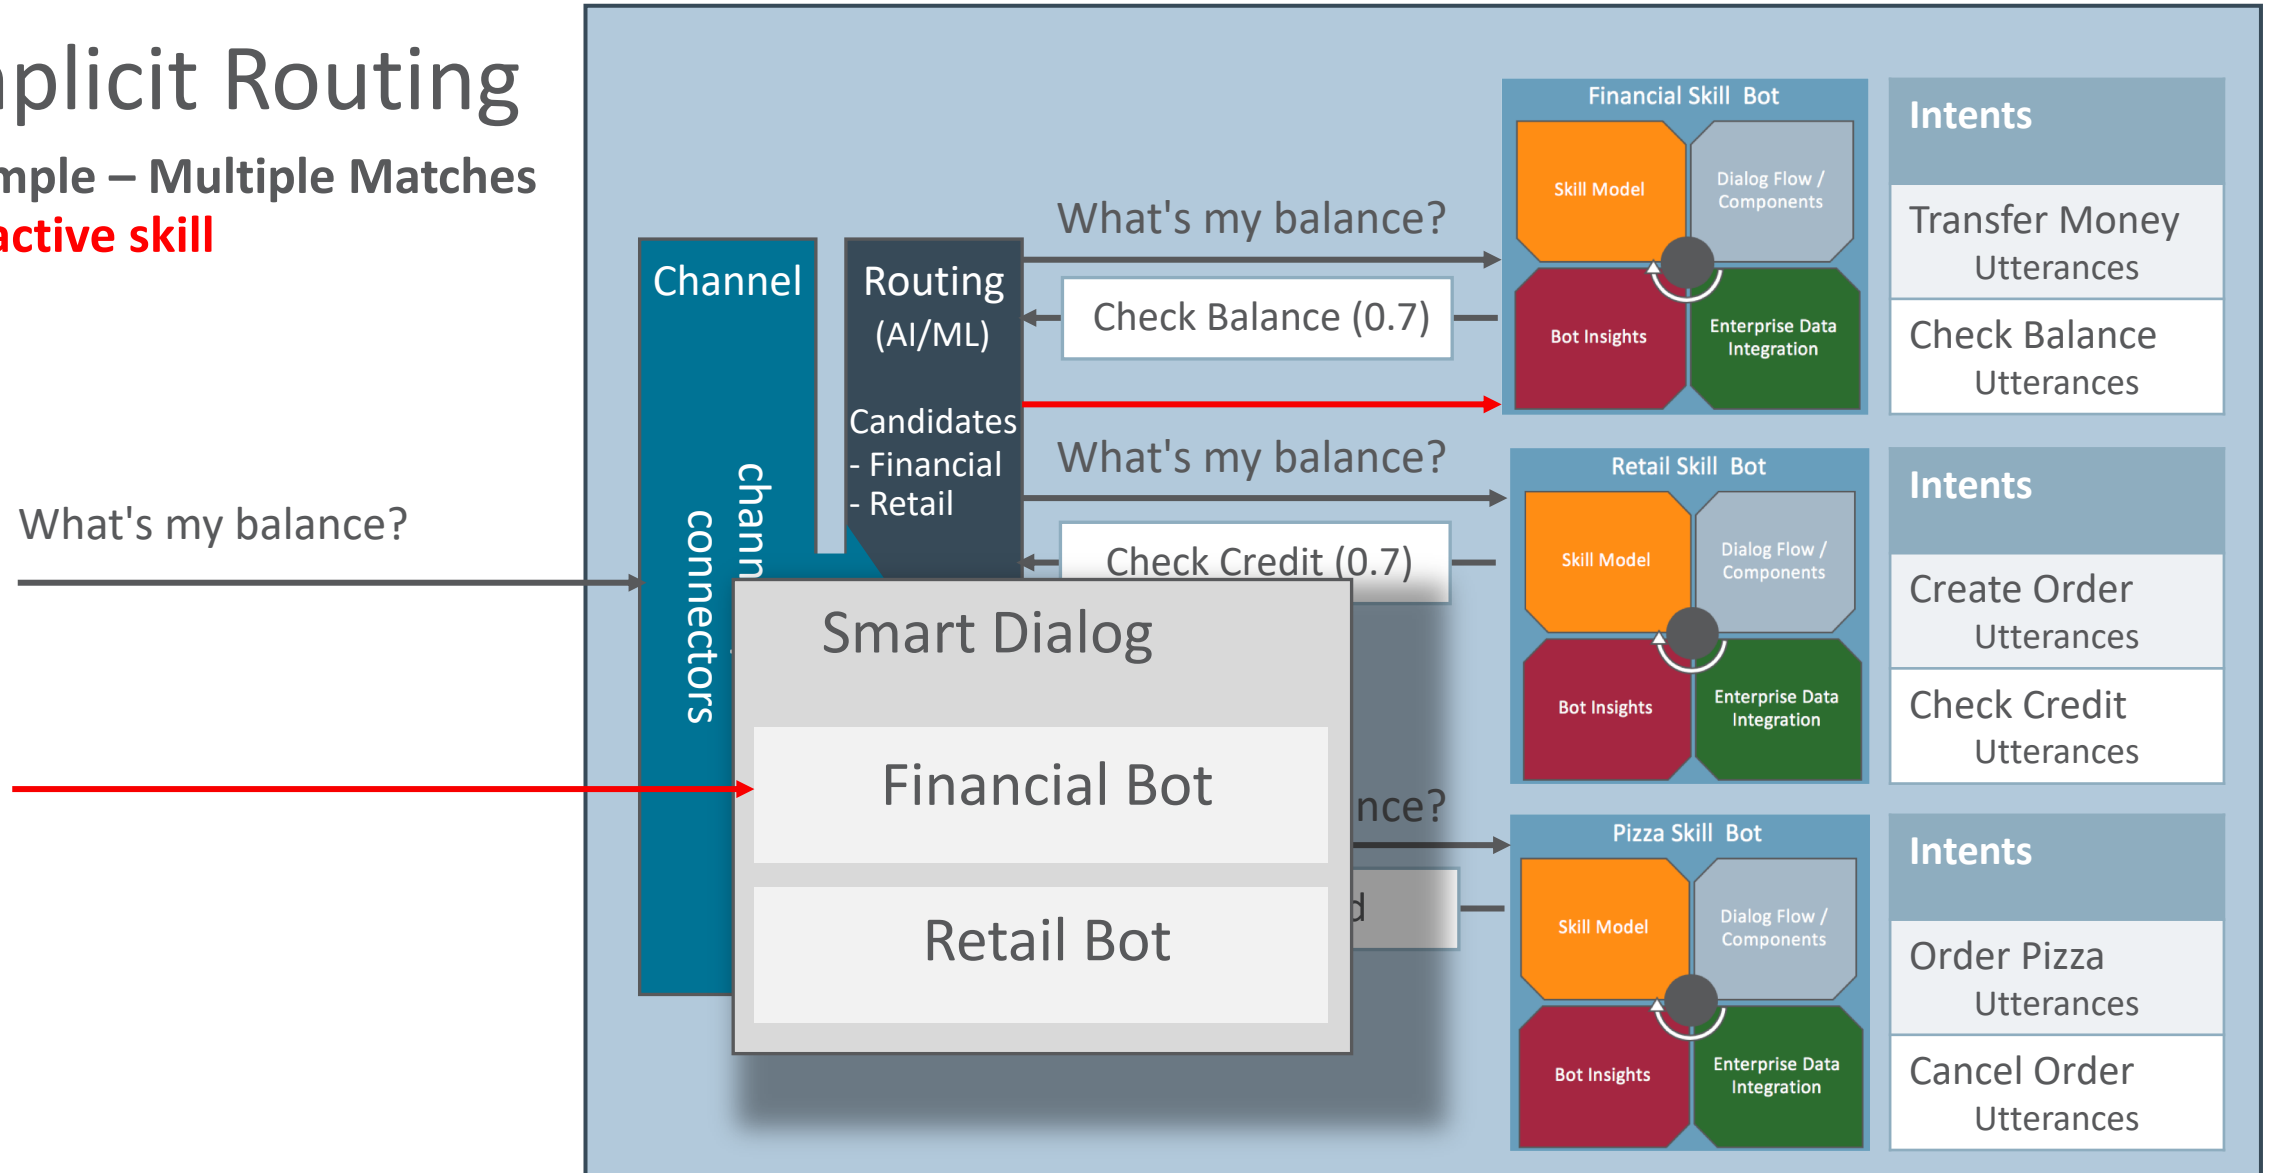 nplicit Routing
mple – Multiple Matches
active skill
What's my balance?
Channel
channel
connectors
Routing
(AI/ML)
Candidates
- Financial
- Retail
What's my balance?
Check Balance (0.7)
What's my balance?
Check Credit (0.7)
nce?
d
Smart Dialog
Financial Bot
Retail Bot
Financial Skill Bot
Skill Model
Dialog Flow /
Components
Bot Insights
Enterprise Data
Integration
Intents
Transfer Money
Utterances
Check Balance
Utterances
Retail Skill Bot
Skill Model
Dialog Flow /
Components
Bot Insights
Enterprise Data
Integration
Intents
Create Order
Utterances
Check Credit
Utterances
Pizza Skill Bot
Skill Model
Dialog Flow /
Components
Bot Insights
Enterprise Data
Integration
Intents
Order Pizza
Utterances
Cancel Order
Utterances